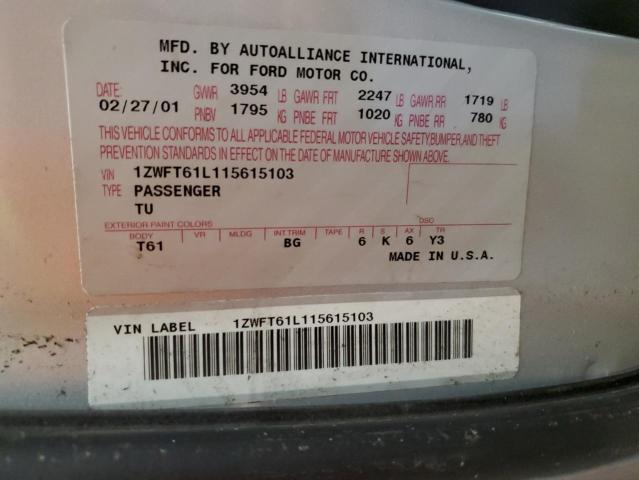 MFD. BY AUTOALLIANCE INTERNATIONAL,
INC. FOR FORD MOTOR CO.
DATE: GVWR 3954 LB GAWR FRT 2247 LB GAWR RR 1719 LB
02/27/01 PNBV 1795 KG PNBE FRT 1020 KG PNBE RR 780 KG
THIS VEHICLE CONFORMS TO ALL APPLICABLE FEDERAL MOTOR VEHICLE SAFETY,BUMPER,AND THEFT
PREVENTION STANDARDS IN EFFECT ON THE DATE OF MANUFACTURE SHOWN ABOVE.
VIN 1ZWFT61L115615103
TYPE PASSENGER
TU
EXTERIOR PAINT COLORS DSO
BODY VR MLDG INT TRIM TAPE R S AX TR
T61 BG 6 K 6 Y3
MADE IN U.S.A.
VIN LABEL 1ZWFT61L115615103